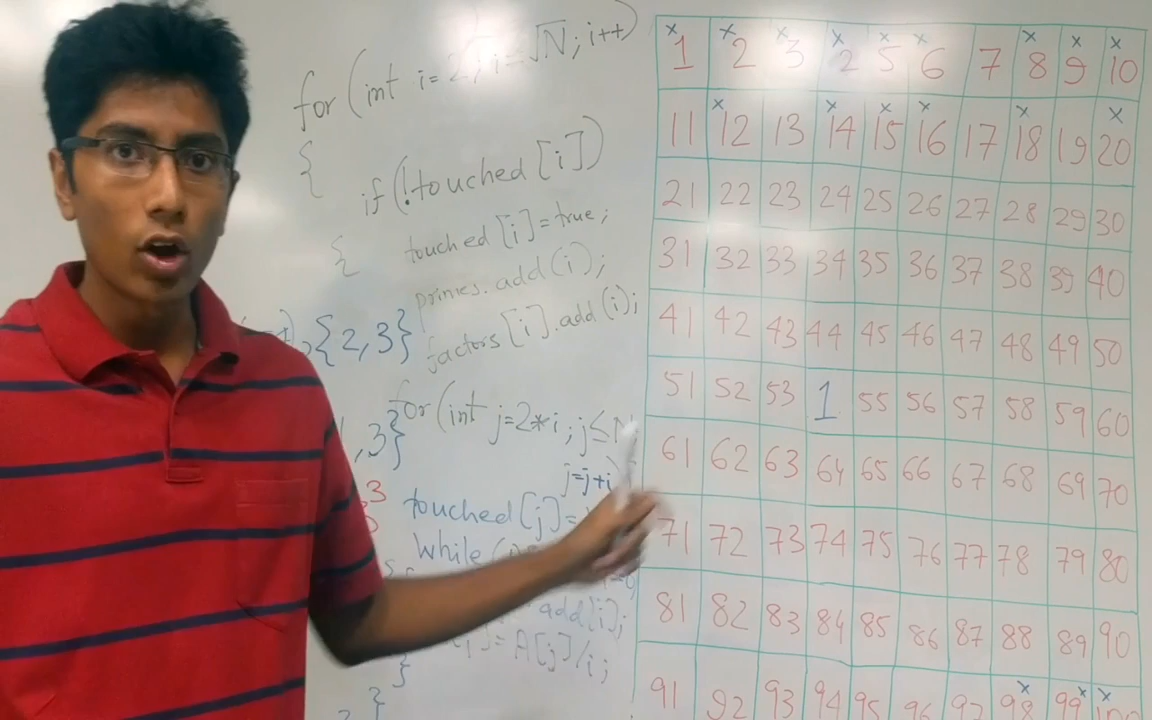 for (int i=2; i≤√N; i++)
{
if (!touched [i])
{ touched [i]=true;
primes.add(i);
factors [i].add(i);
,{2,3}
for (int j=2*i; j≤N
,3}
j=j+i
,3
touched [j]=
while
add[i];
= A[j]/i;
}
}
x x x x x x x x x
1 2 3 2 5 6 7 8 9 10
x x x x x x
11 12 13 14 15 16 17 18 19 20
21 22 23 24 25 26 27 28 29 30
31 32 33 34 35 36 37 38 39 40
41 42 43 44 45 46 47 48 49 50
51 52 53 1 55 56 57 58 59 60
61 62 63 64 65 66 67 68 69 70
71 72 73 74 75 76 77 78 79 80
81 82 83 84 85 86 87 88 89 90
x x x
91 92 93 94 95 96 97 98 99 100